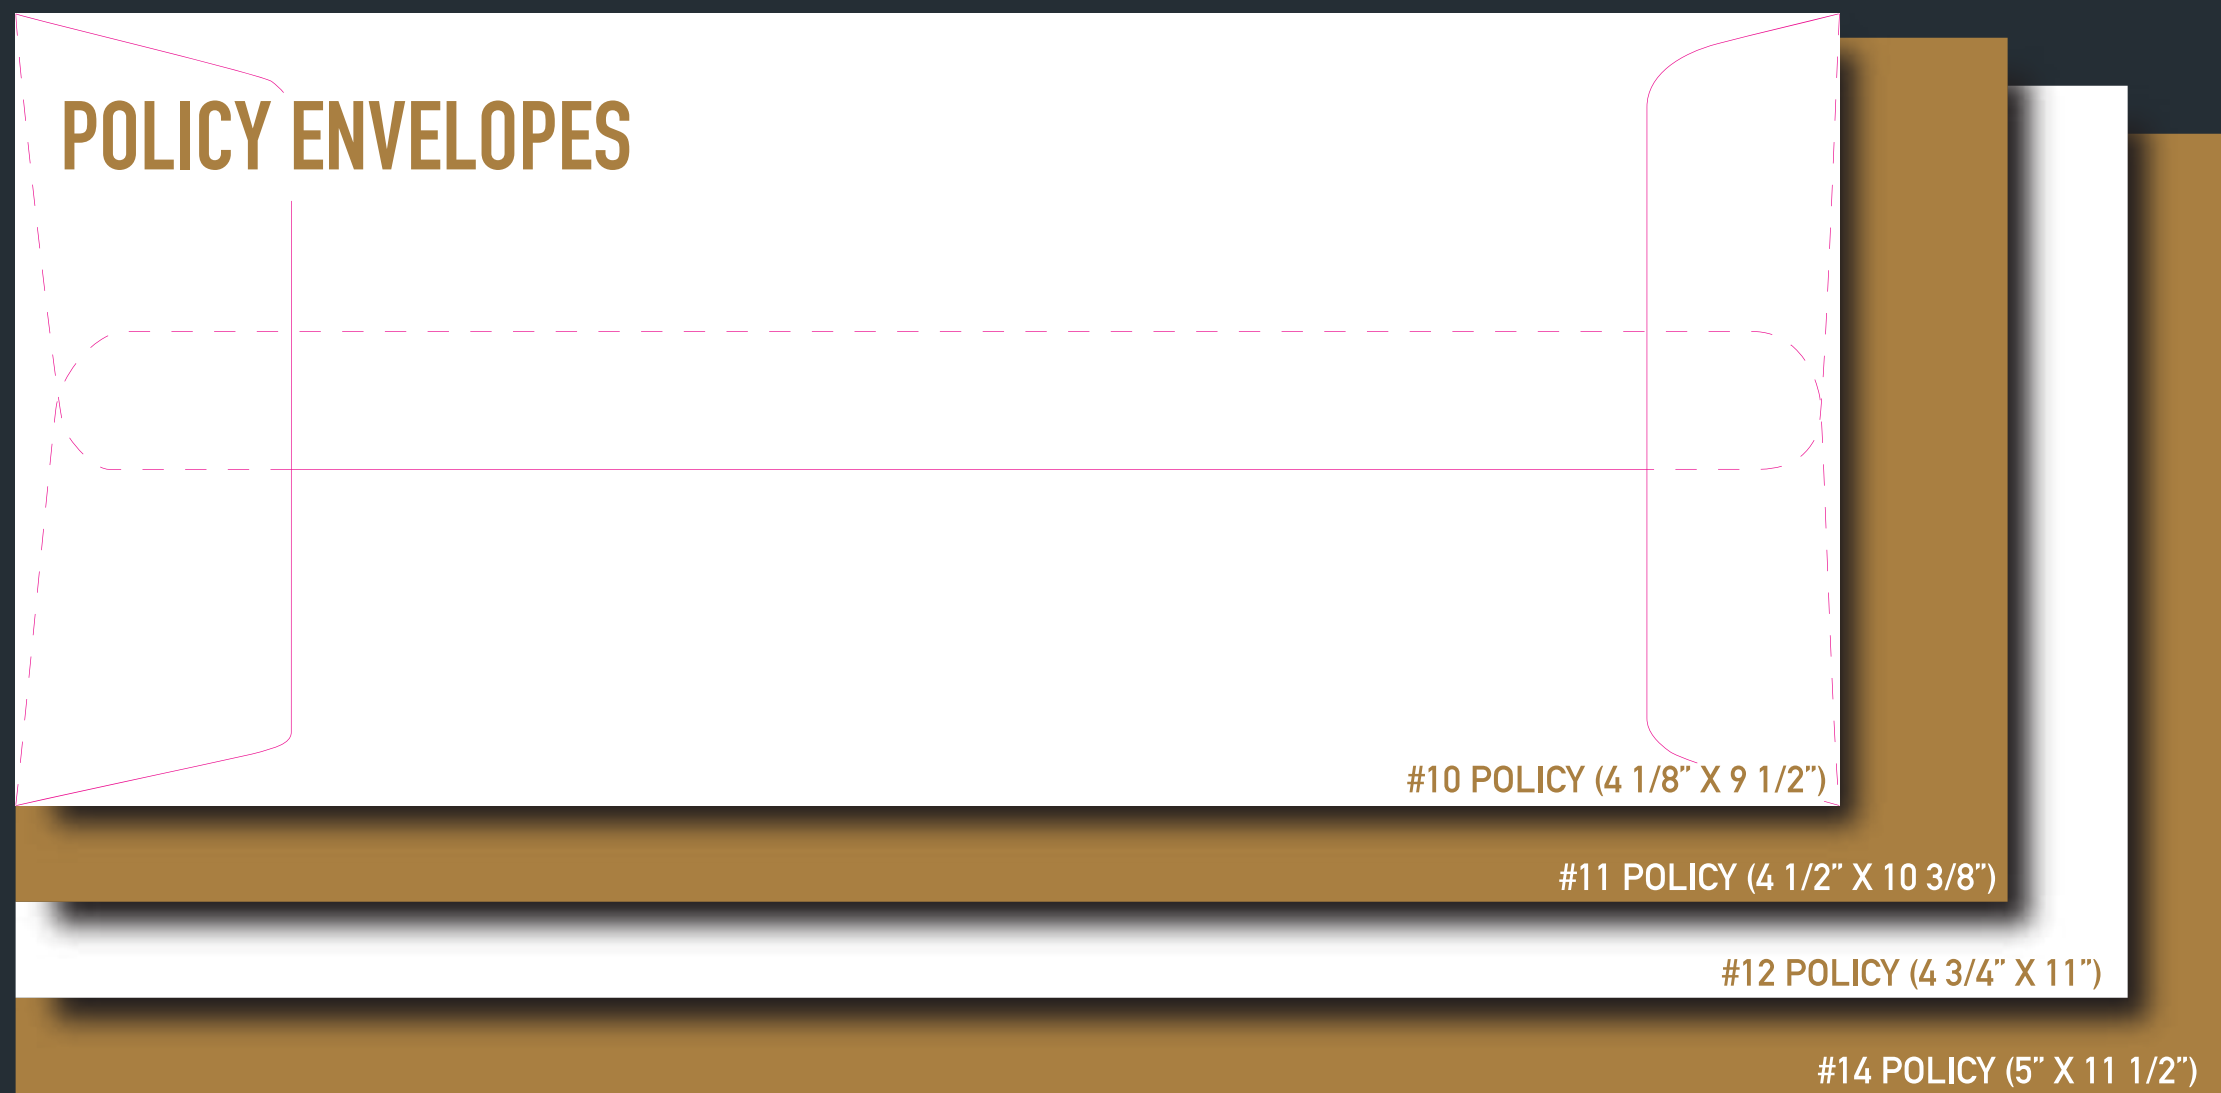 POLICY ENVELOPES
#10 POLICY (4 1/8” X 9 1/2”)
#11 POLICY (4 1/2” X 10 3/8”)
#12 POLICY (4 3/4” X 11”)
#14 POLICY (5” X 11 1/2”)